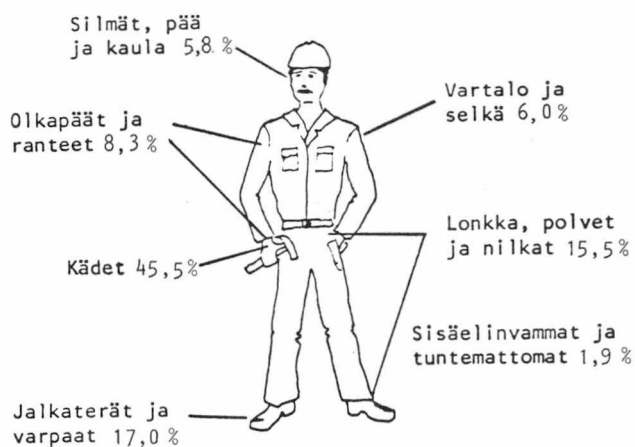 Silmät, pää
ja kaula 5,8 %
Vartalo ja
selkä 6,0 %
Olkapäät ja
ranteet 8,3 %
Lonkka, polvet
ja nilkat 15,5 %
Kädet 45,5 %
Sisäelinvammat ja
tuntemattomat 1,9 %
Jalkaterät ja
varpaat 17,0 %